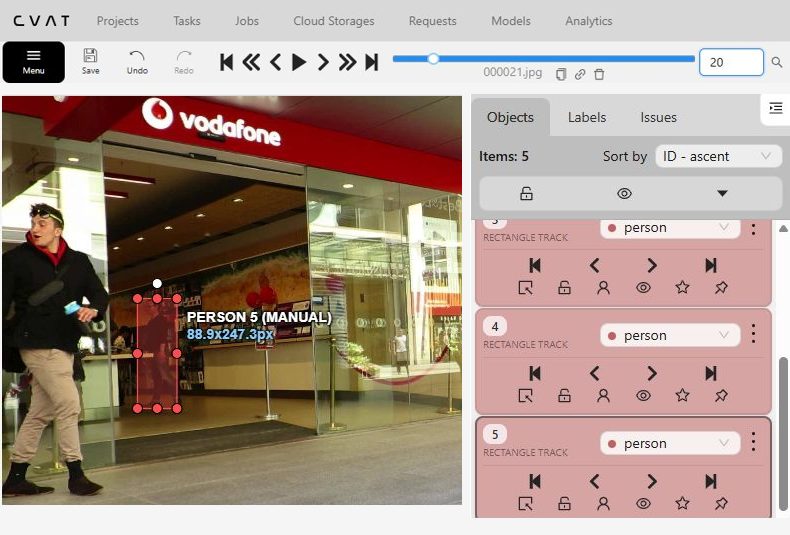 CVAT
Projects
Tasks
Jobs
Cloud Storages
Requests
Models
Analytics
Menu
Save
Undo
Redo
000021.jpg
20
vodafone
PERSON 5 (MANUAL)
88.9x247.3px
Objects
Labels
Issues
Items: 5
Sort by
ID - ascent
3
person
RECTANGLE TRACK
4
person
RECTANGLE TRACK
5
person
RECTANGLE TRACK